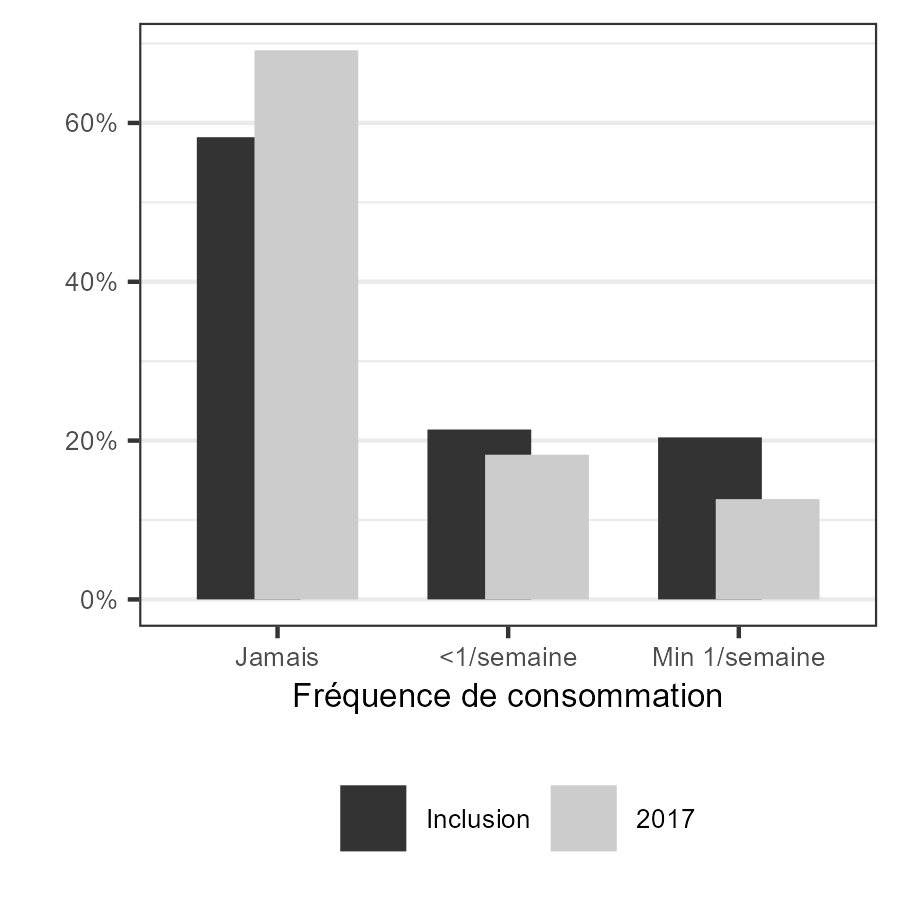 60%
40%
20%
0%
Jamais <1/semaine Min 1/semaine
Fréquence de consommation
Inclusion 2017